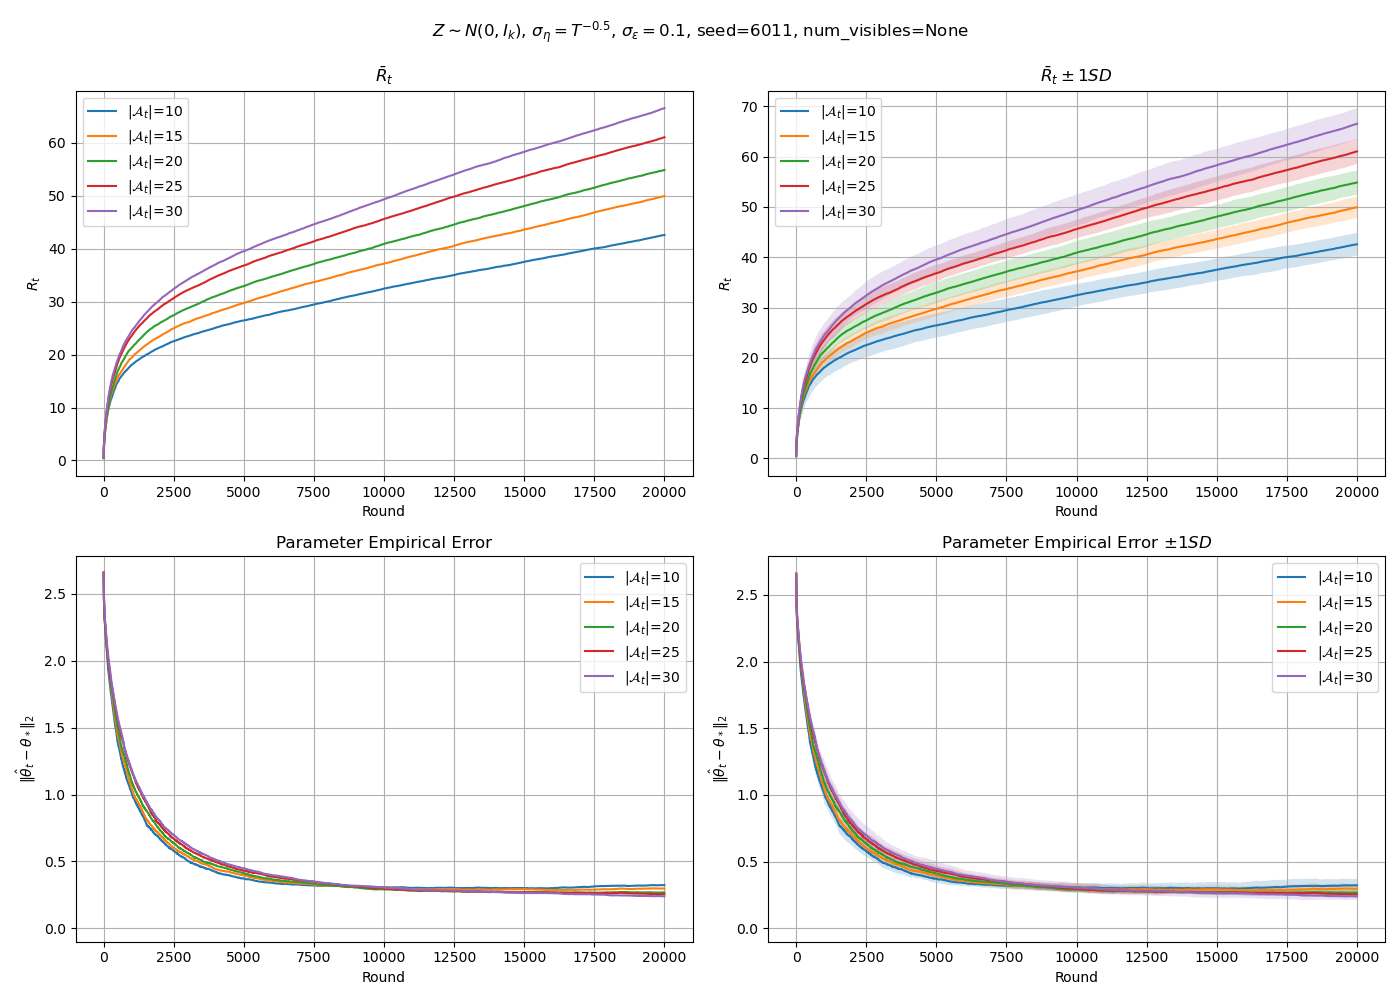 Z ∼ N(0, I_k), σ_η = T^{−0.5}, σ_ε = 0.1, seed=6011, num_visibles=None
R̄_t
R_t
60
50
40
30
20
10
0
|𝒜_t|=10
|𝒜_t|=15
|𝒜_t|=20
|𝒜_t|=25
|𝒜_t|=30
0 2500 5000 7500 10000 12500 15000 17500 20000
Round
R̄_t ± 1SD
R_t
70
60
50
40
30
20
10
0
|𝒜_t|=10
|𝒜_t|=15
|𝒜_t|=20
|𝒜_t|=25
|𝒜_t|=30
0 2500 5000 7500 10000 12500 15000 17500 20000
Round
Parameter Empirical Error
‖θ̂_t − θ_*‖_2
2.5
2.0
1.5
1.0
0.5
0.0
|𝒜_t|=10
|𝒜_t|=15
|𝒜_t|=20
|𝒜_t|=25
|𝒜_t|=30
0 2500 5000 7500 10000 12500 15000 17500 20000
Round
Parameter Empirical Error ±1SD
‖θ̂_t − θ_*‖_2
2.5
2.0
1.5
1.0
0.5
0.0
|𝒜_t|=10
|𝒜_t|=15
|𝒜_t|=20
|𝒜_t|=25
|𝒜_t|=30
0 2500 5000 7500 10000 12500 15000 17500 20000
Round